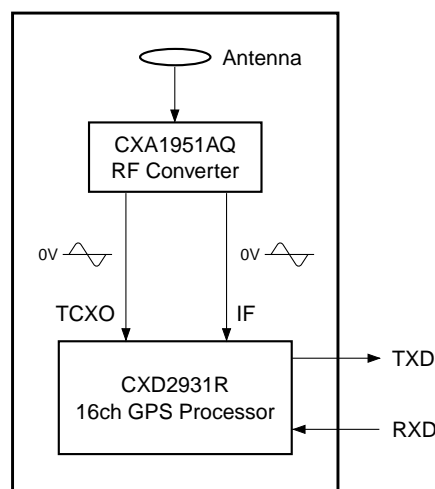 Antenna
CXA1951AQ
RF Converter
0V
0V
TCXO
IF
CXD2931R
16ch GPS Processor
TXD
RXD